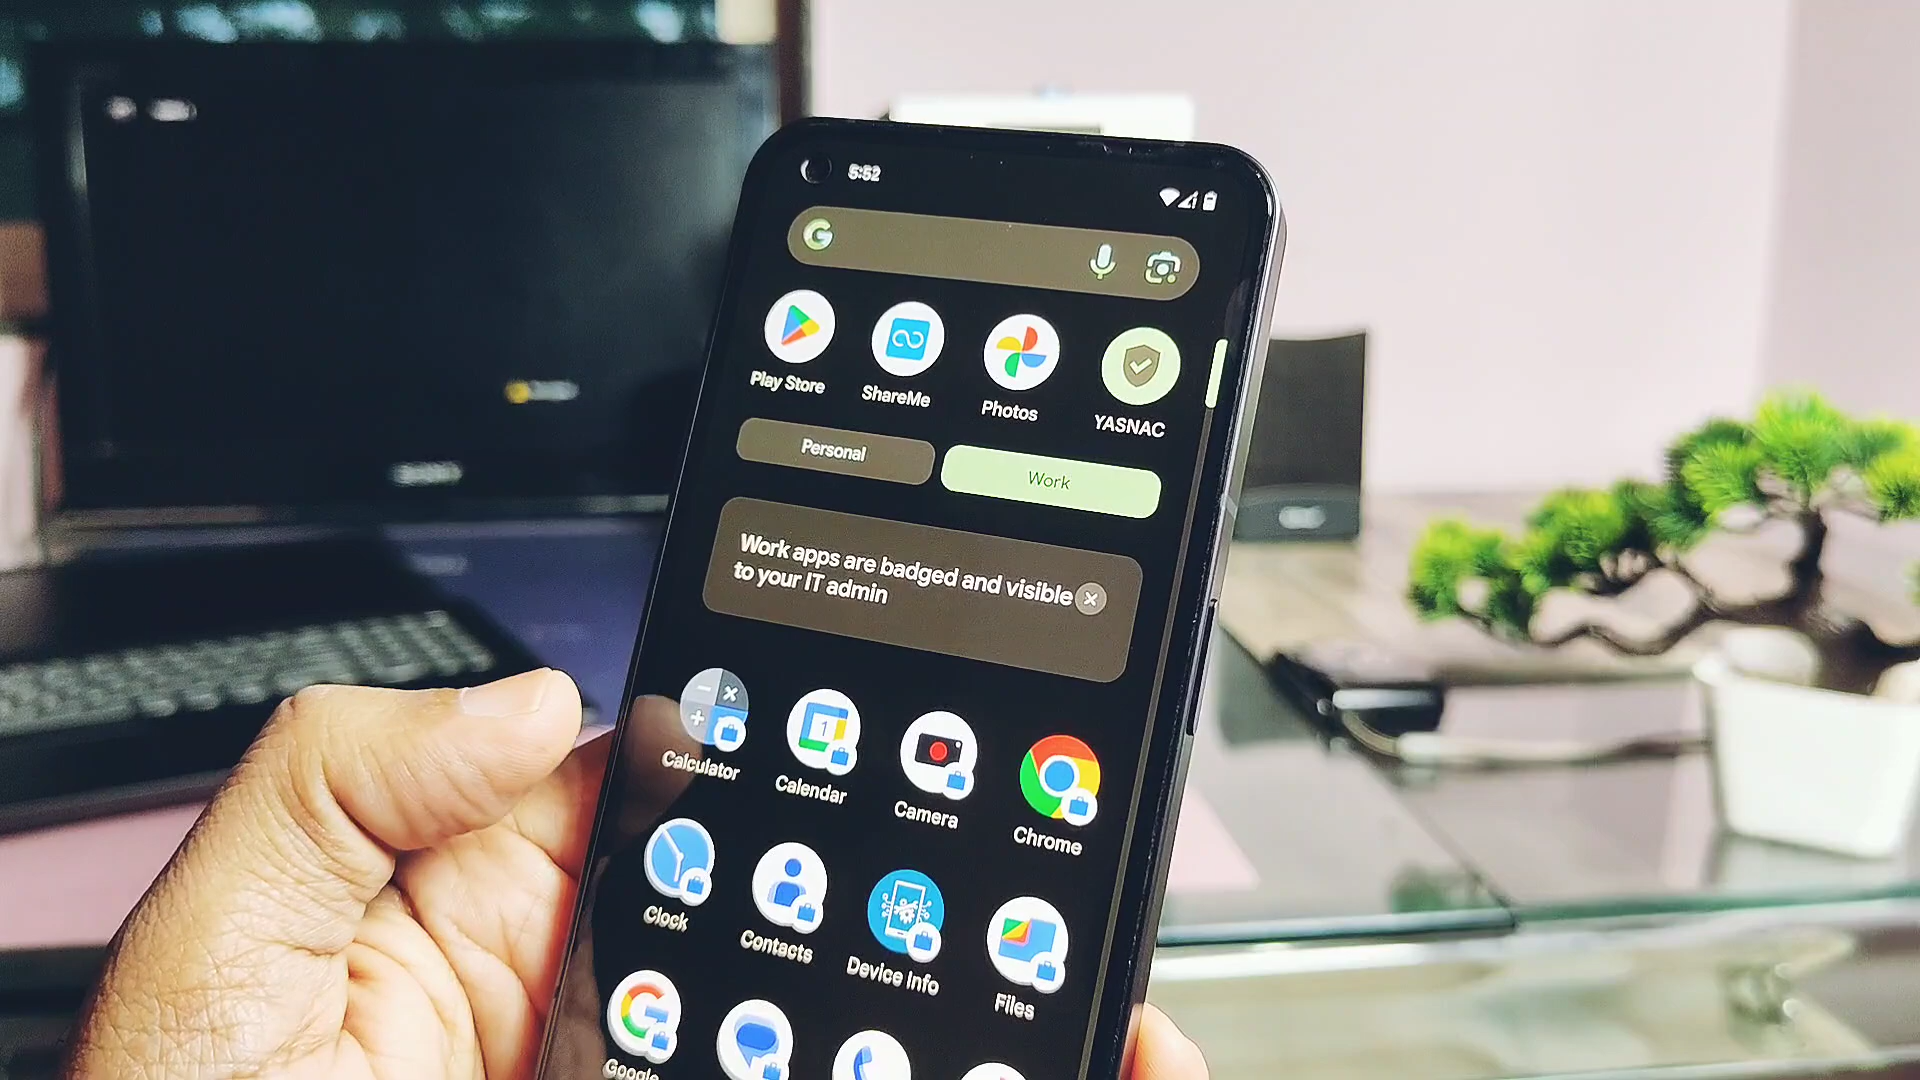 5:52
Play Store
ShareMe
Photos
YASNAC
Personal
Work
Work apps are badged and visible
to your IT admin
Calculator
Calendar
Camera
Chrome
Clock
Contacts
Device Info
Files
Google